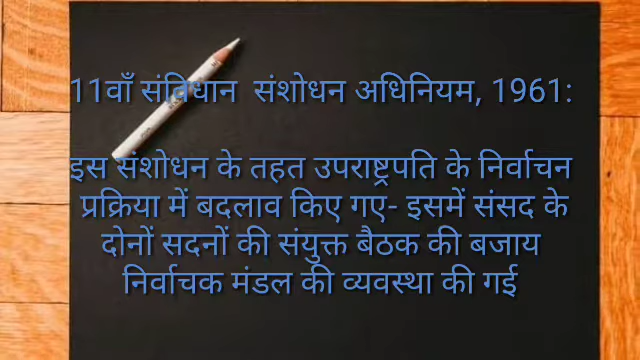 11वाँ संविधान संशोधन अधिनियम, 1961:
इस संशोधन के तहत उपराष्ट्रपति के निर्वाचन
प्रक्रिया में बदलाव किए गए- इसमें संसद के
दोनों सदनों की संयुक्त बैठक की बजाय
निर्वाचक मंडल की व्यवस्था की गई